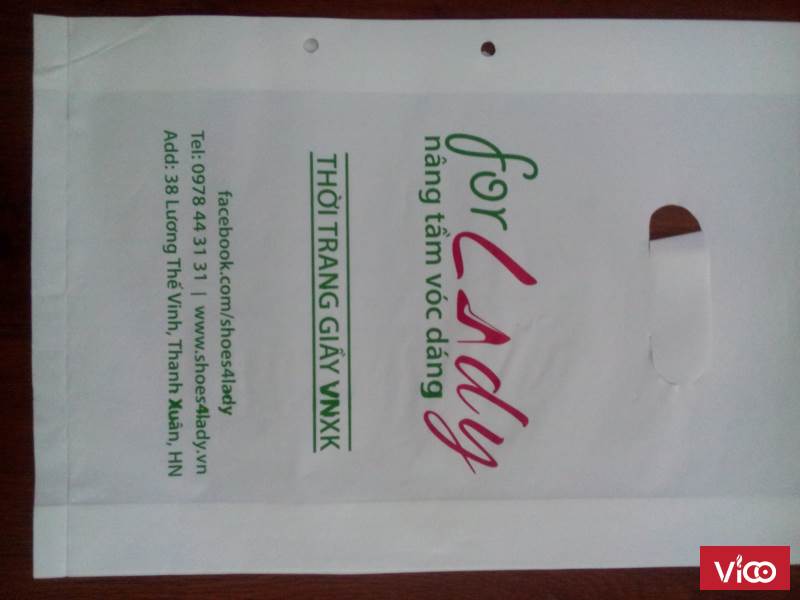 for Lady
nâng tầm vóc dáng
THỜI TRANG GIẦY VNXK
facebook.com/shoes4lady
Tel: 0978 44 31 31 | www.shoes4lady.vn
Add: 38 Lương Thế Vinh, Thanh Xuân, HN
ViCOO